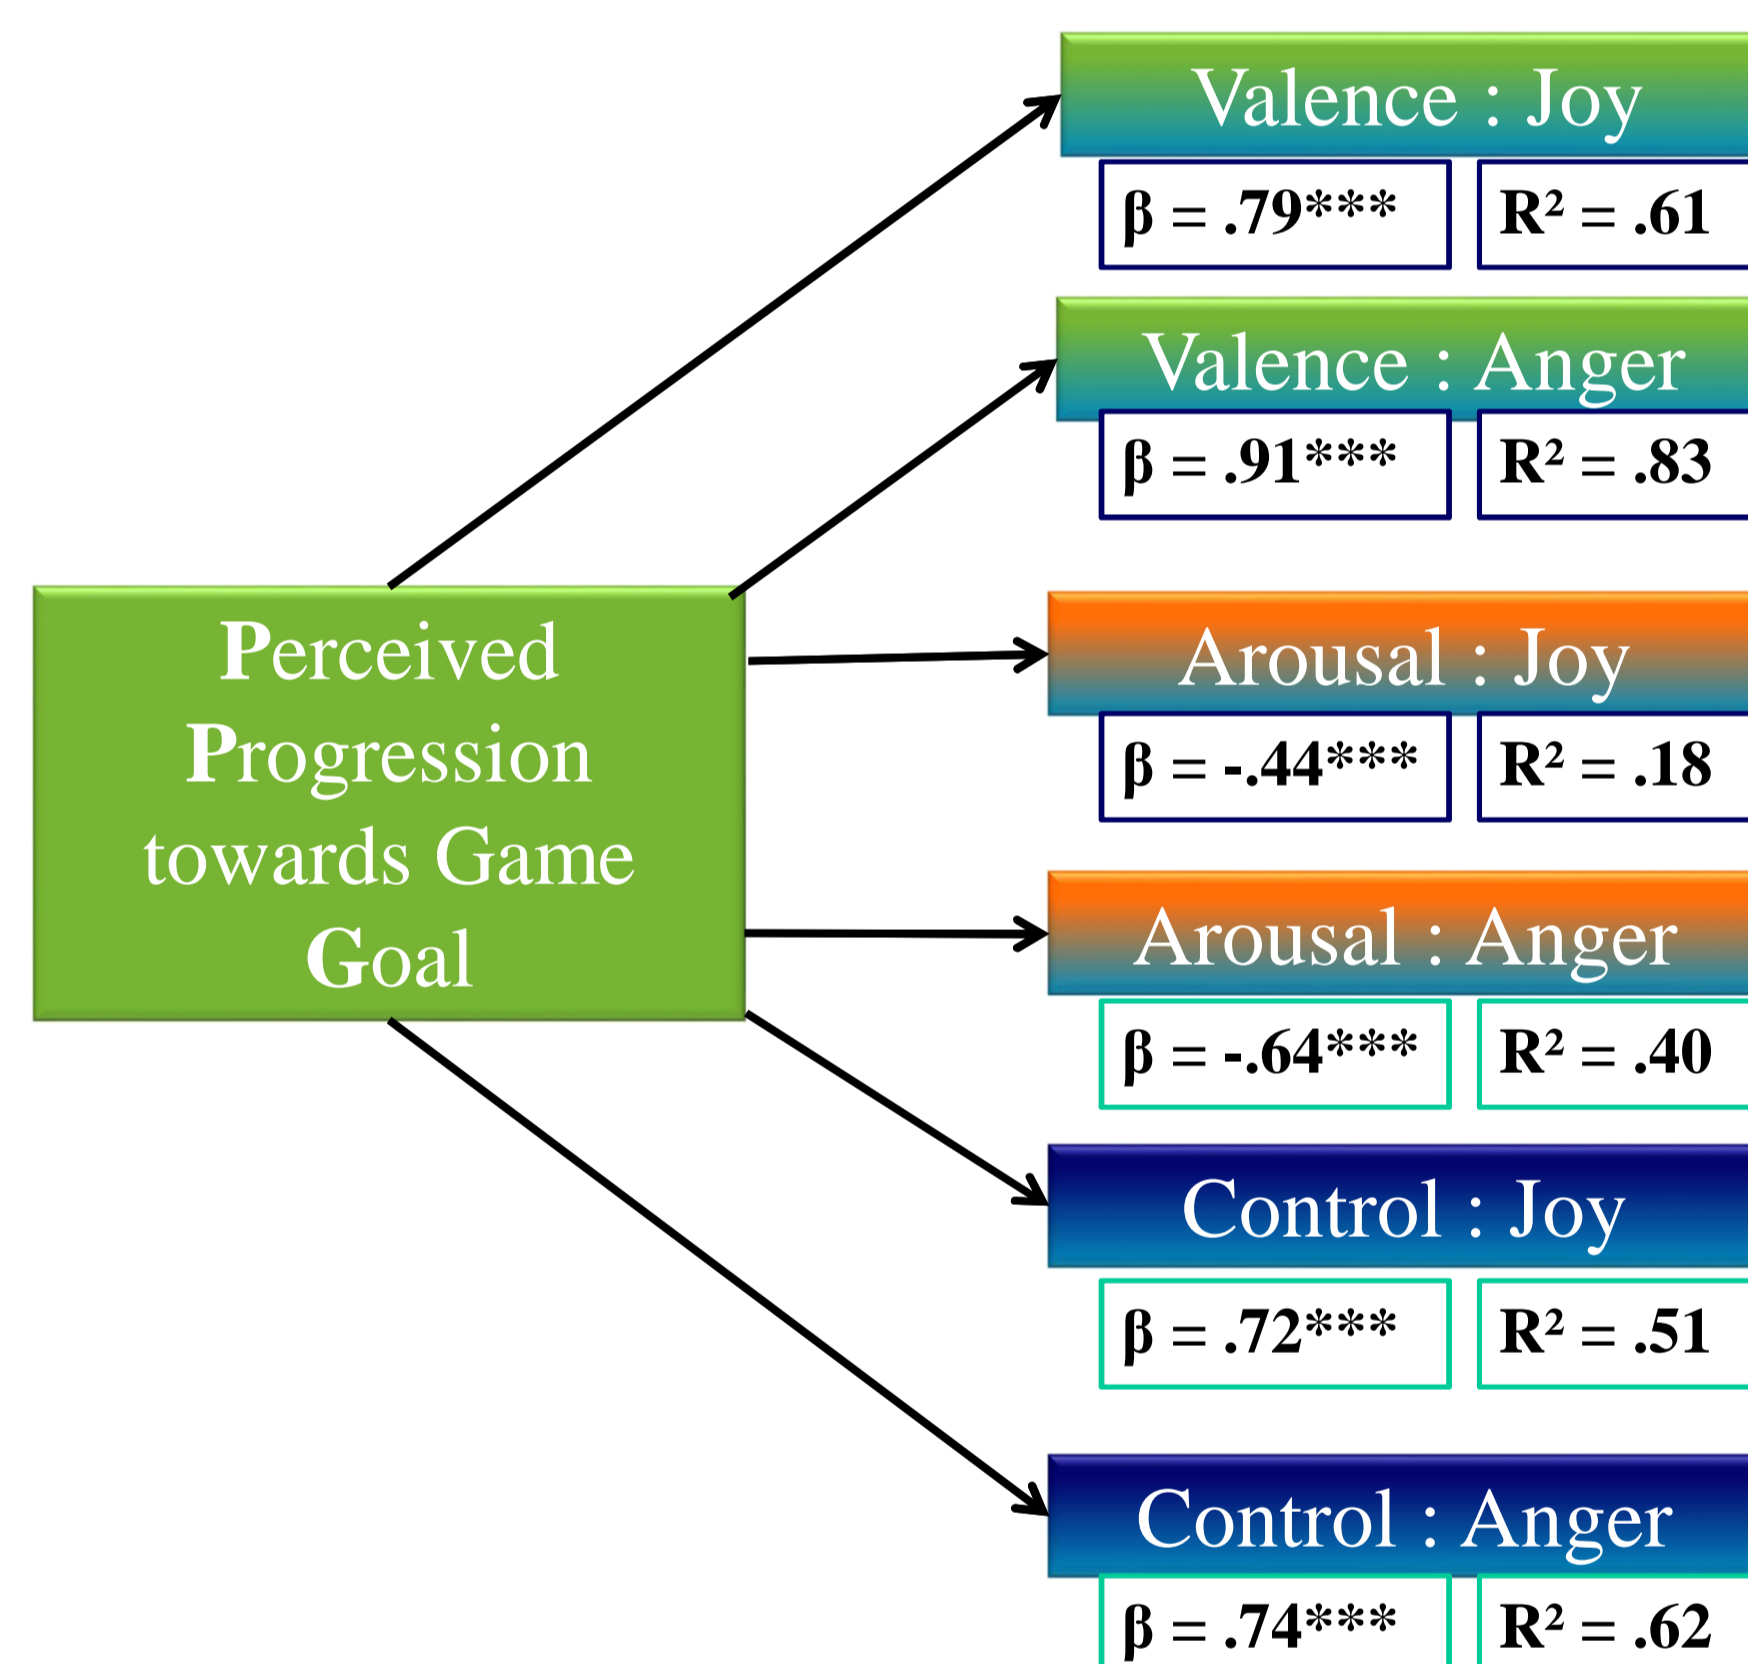 Valence : Joy
β = .79*** R² = .61
Valence : Anger
β = .91*** R² = .83
Perceived
Progression
towards Game
Goal
Arousal : Joy
β = -.44*** R² = .18
Arousal : Anger
β = -.64*** R² = .40
Control : Joy
β = .72*** R² = .51
Control : Anger
β = .74*** R² = .62